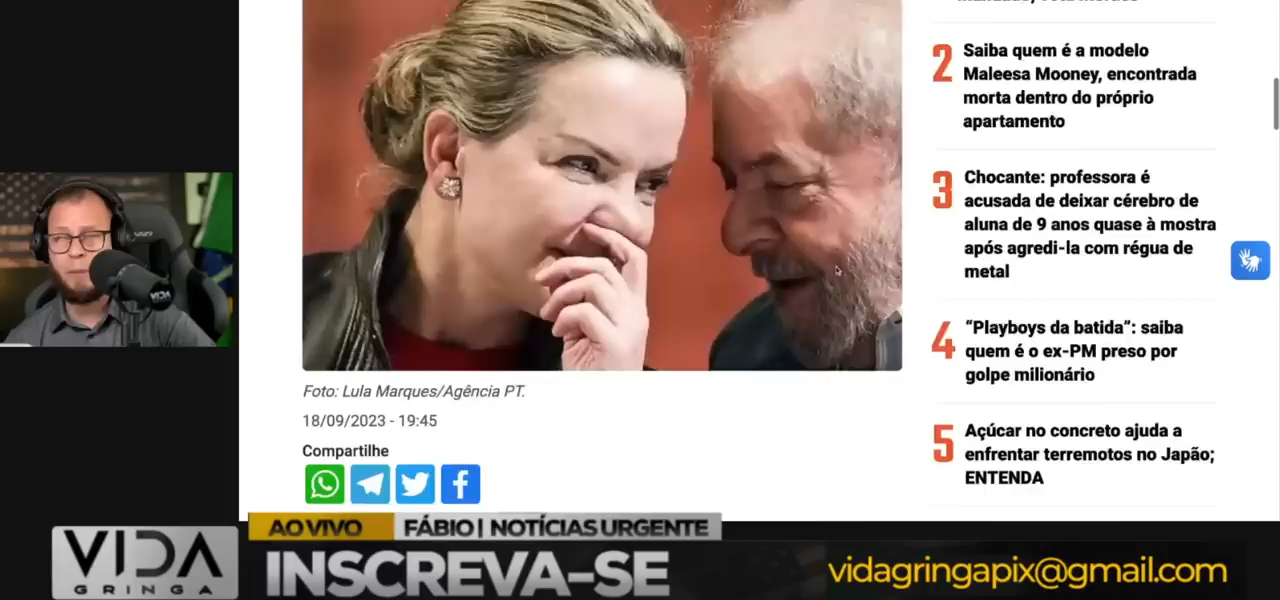 2
Saiba quem é a modelo
Maleesa Mooney, encontrada
morta dentro do próprio
apartamento
3
Chocante: professora é
acusada de deixar cérebro de
aluna de 9 anos quase à mostra
após agredi-la com régua de
metal
4
“Playboys da batida”: saiba
quem é o ex-PM preso por
golpe milionário
5
Açúcar no concreto ajuda a
enfrentar terremotos no Japão;
ENTENDA
Foto: Lula Marques/Agência PT.
18/09/2023 - 19:45
Compartilhe
VIDA
AO VIVO
FÁBIO | NOTÍCIAS URGENTE
VIDA
GRINGA
INSCREVA-SE
vidagringapix@gmail.com